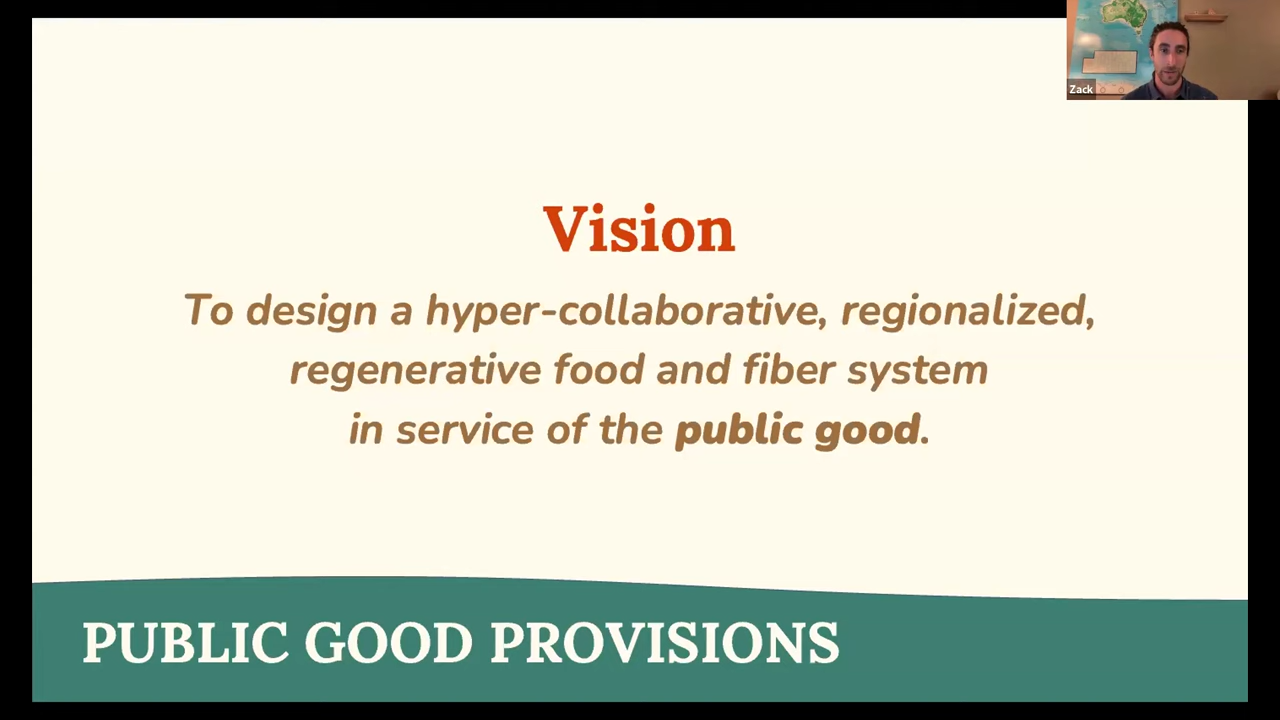 Zack
Vision
To design a hyper-collaborative, regionalized,
regenerative food and fiber system
in service of the public good.
PUBLIC GOOD PROVISIONS